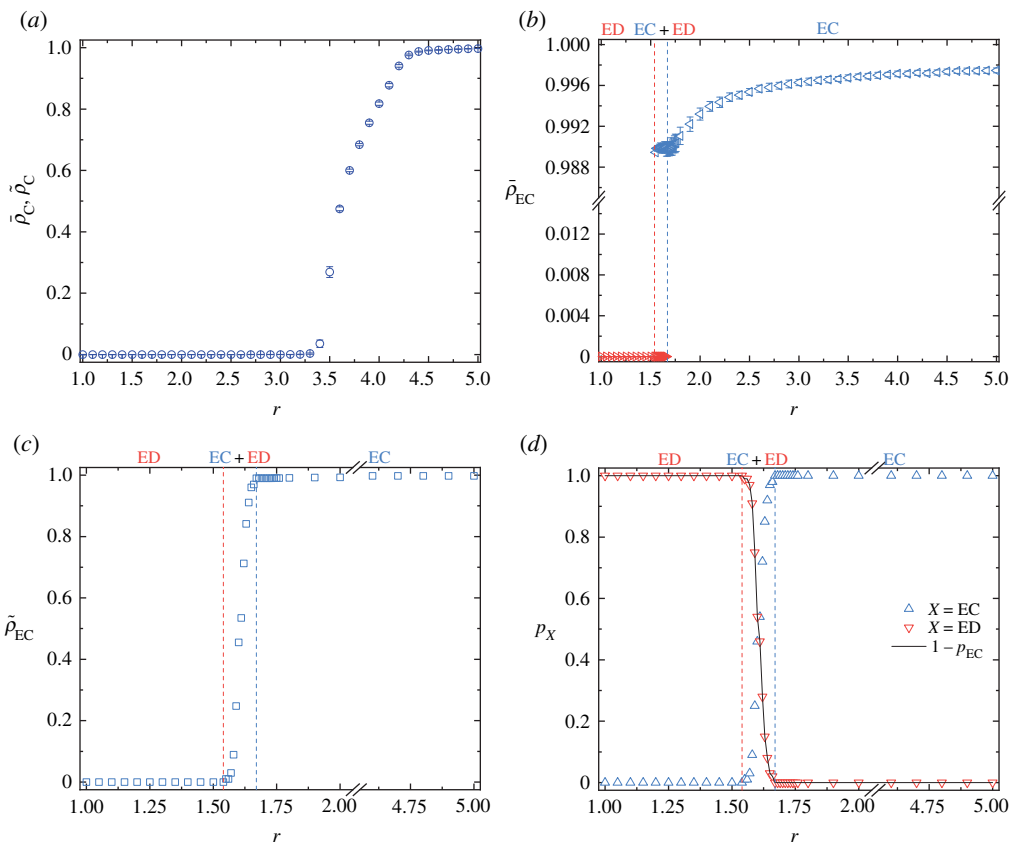 (a)
1.0
0.8
0.6
0.4
0.2
0
ρ̄_C, ρ̃_C
1.0 1.5 2.0 2.5 3.0 3.5 4.0 4.5 5.0
r
(b)
ED EC + ED EC
1.000
0.996
0.992
0.988
ρ̄_EC
0.012
0.008
0.004
0
1.0 1.5 2.0 2.5 3.0 3.5 4.0 4.5 5.0
r
(c)
ED EC + ED EC
1.0
0.8
0.6
0.4
0.2
0
ρ̃_EC
1.00 1.25 1.50 1.75 2.00 4.75 5.00
r
(d)
ED EC + ED EC
1.0
0.8
0.6
0.4
0.2
0
p_X
X = EC
X = ED
1 – p_EC
1.00 1.25 1.50 1.75 2.00 4.75 5.00
r